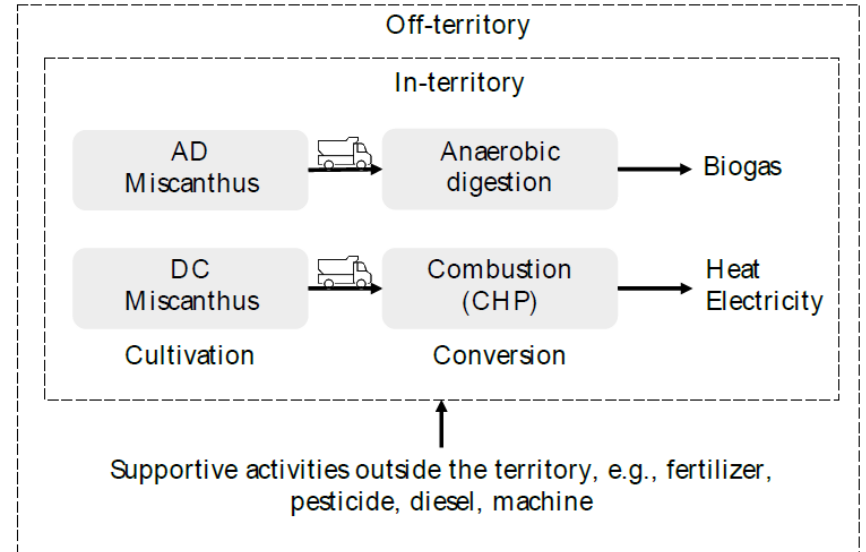 Off-territory
In-territory
AD
Miscanthus
Anaerobic
digestion
Biogas
DC
Miscanthus
Combustion
(CHP)
Heat
Electricity
Cultivation
Conversion
Supportive activities outside the territory, e.g., fertilizer,
pesticide, diesel, machine